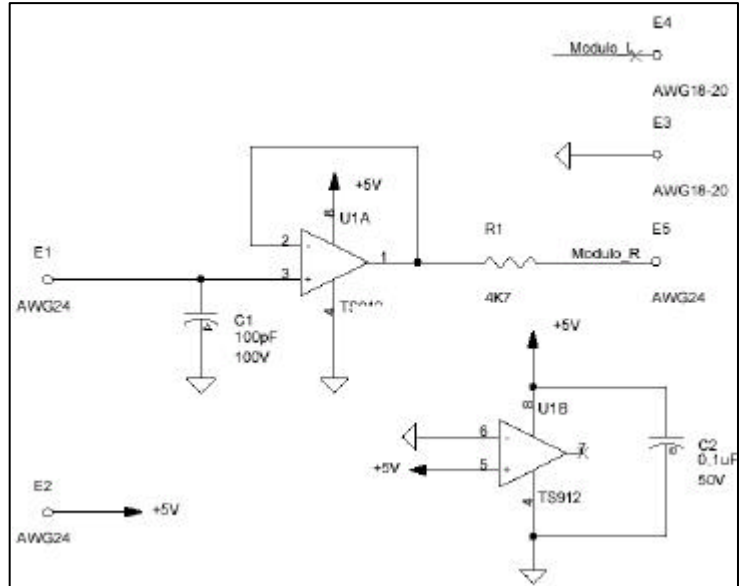 E4
Modulo_L
AWG18-20
E3
AWG18-20
+5V
8
U1A
2
-
1
3
+
4
R1
4K7
E5
Modulo_R
AWG24
E1
AWG24
C1
100pF
100V
+5V
8
U1B
6
-
7
+5V
5
+
4
TS912
C2
0,1uF
50V
E2
+5V
AWG24